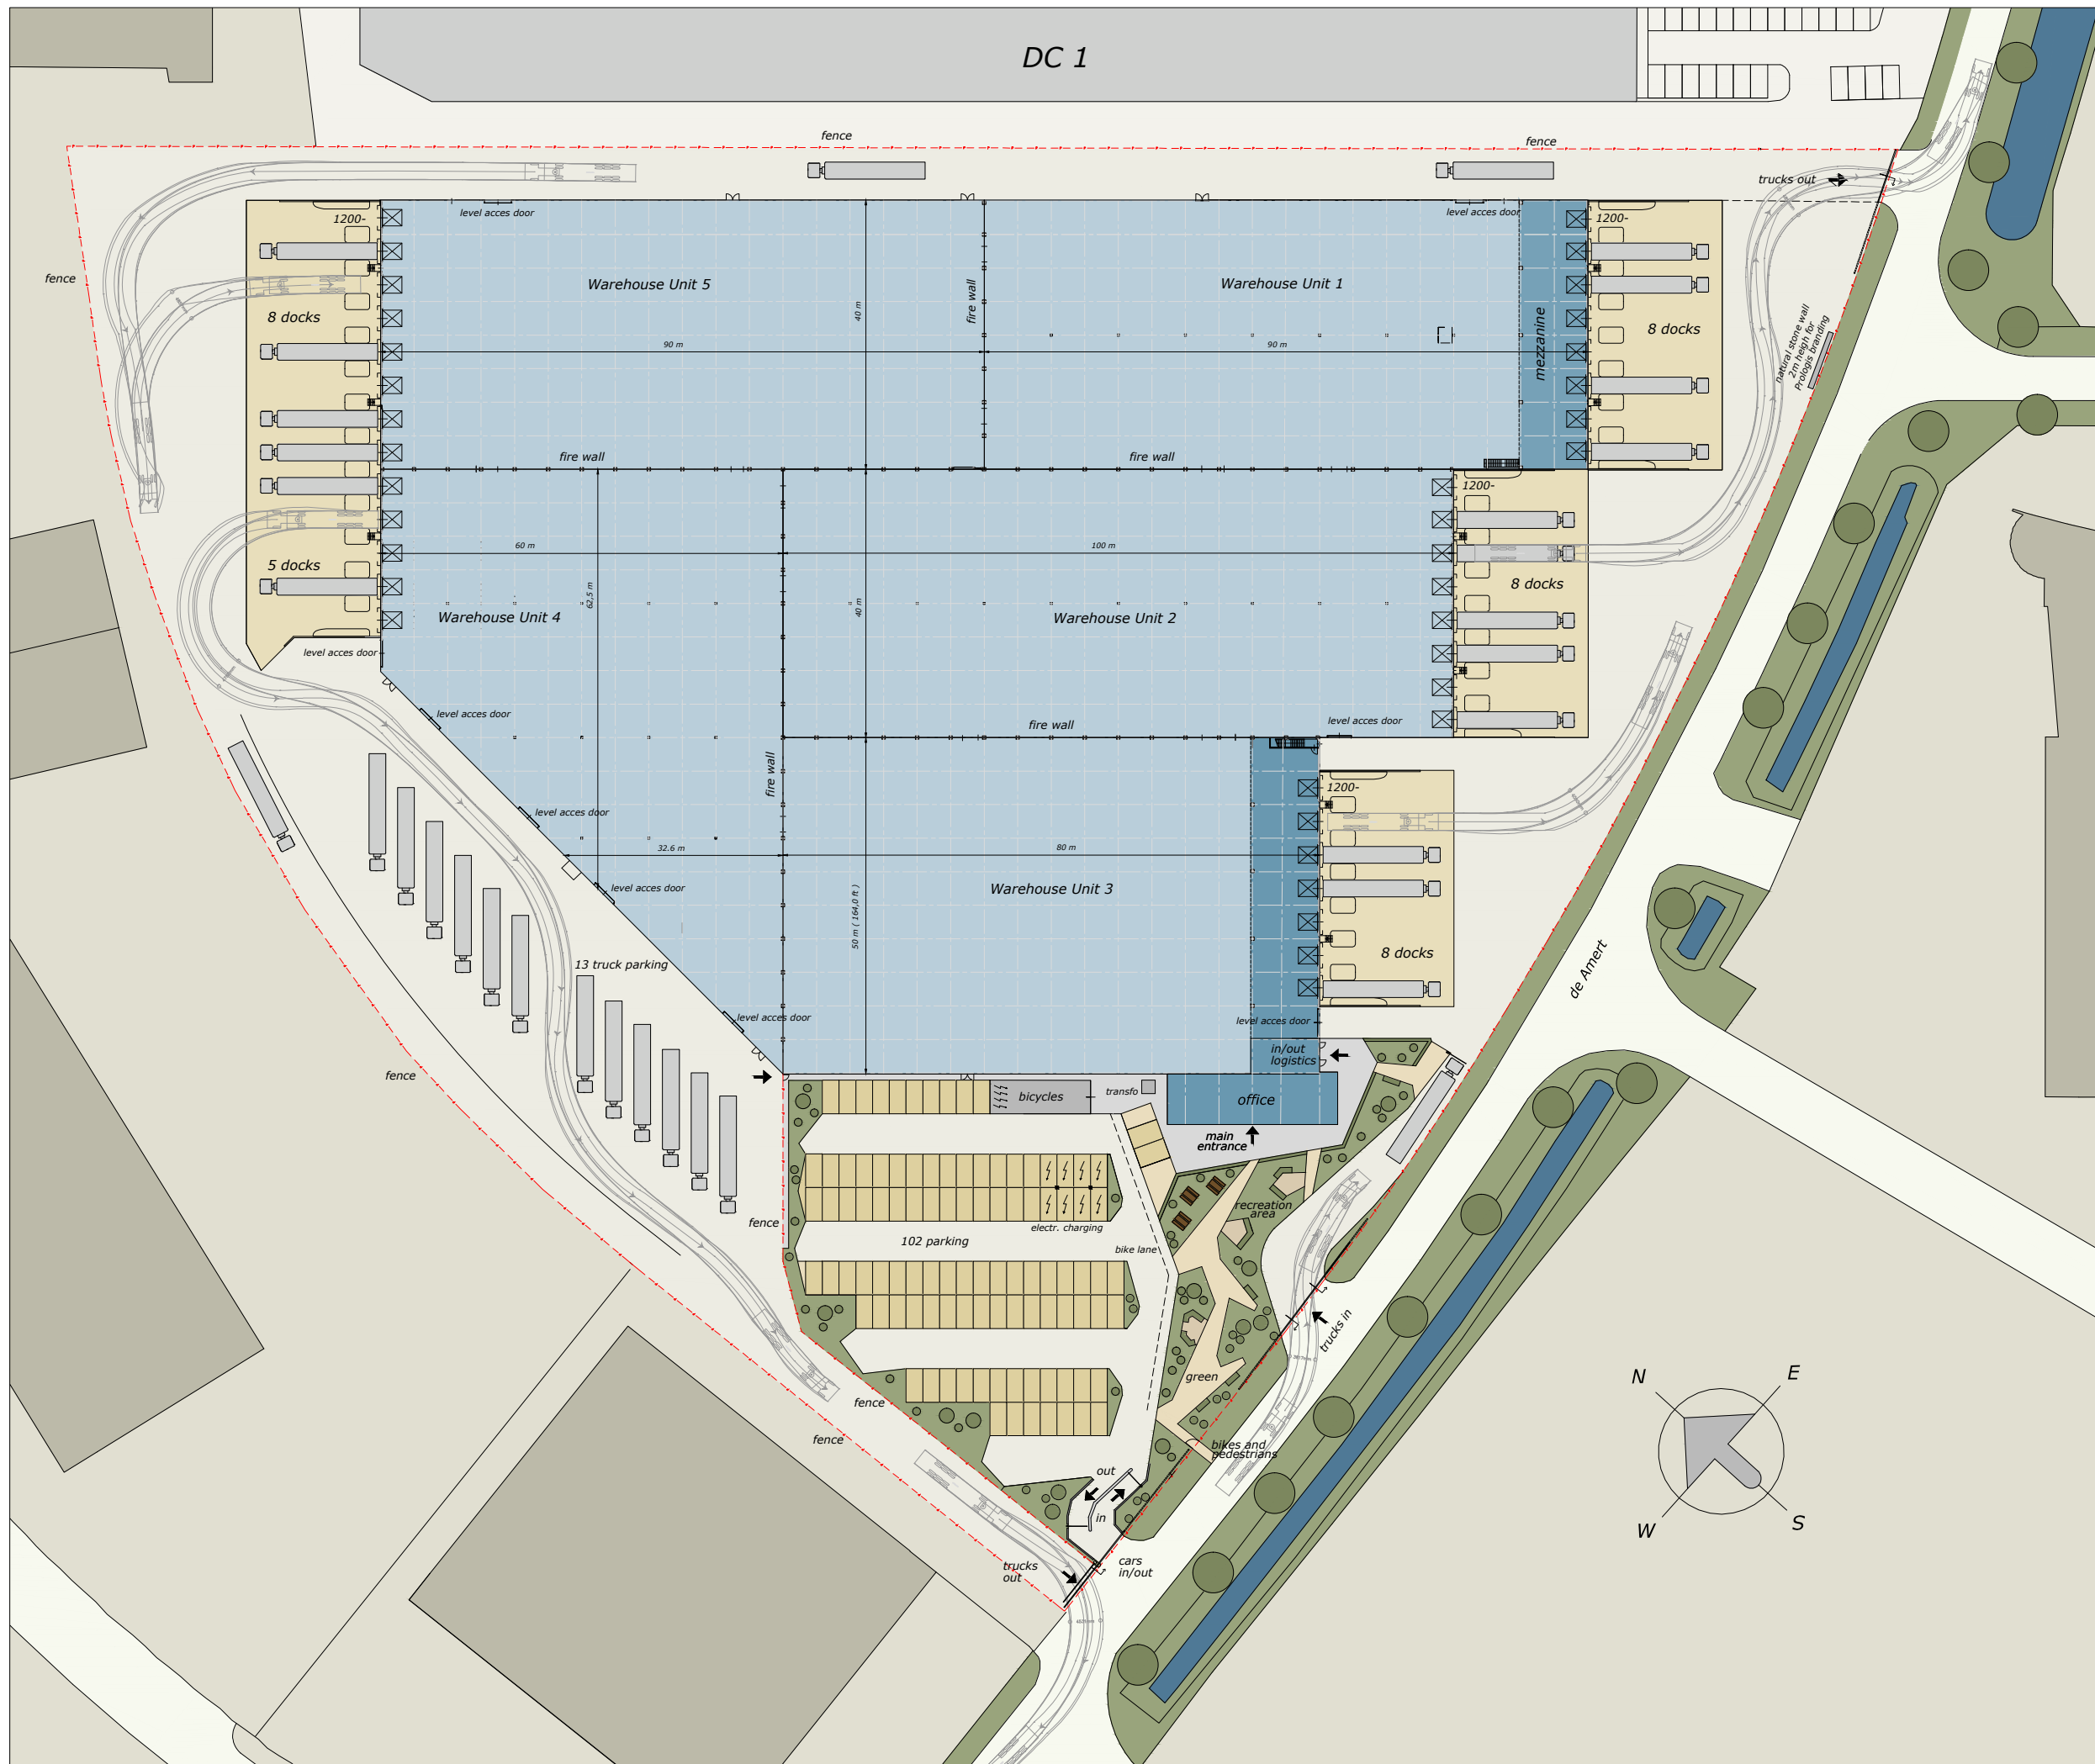 DC 1
fence
fence
trucks out
1200-
level acces door
level acces door
1200-
fence
Warehouse Unit 5
Warehouse Unit 1
fire wall
40 m
mezzanine
8 docks
8 docks
natural stone wall
2m heigh for
Prologis branding
90 m
90 m
fire wall
fire wall
1200-
60 m
100 m
5 docks
8 docks
62,5 m
40 m
Warehouse Unit 4
Warehouse Unit 2
level acces door
level acces door
fire wall
level acces door
fire wall
1200-
level acces door
32.6 m
80 m
level acces door
Warehouse Unit 3
50 m ( 164,0 ft )
8 docks
13 truck parking
de Amert
level acces door
level acces door
in/out
logistics
fence
bicycles
transfo
office
main
entrance
recreation
area
fence
electr. charging
102 parking
bike lane
trucks in
green
fence
fence
bikes and
pedestrians
out
in
trucks
out
cars
in/out
N
E
W
S